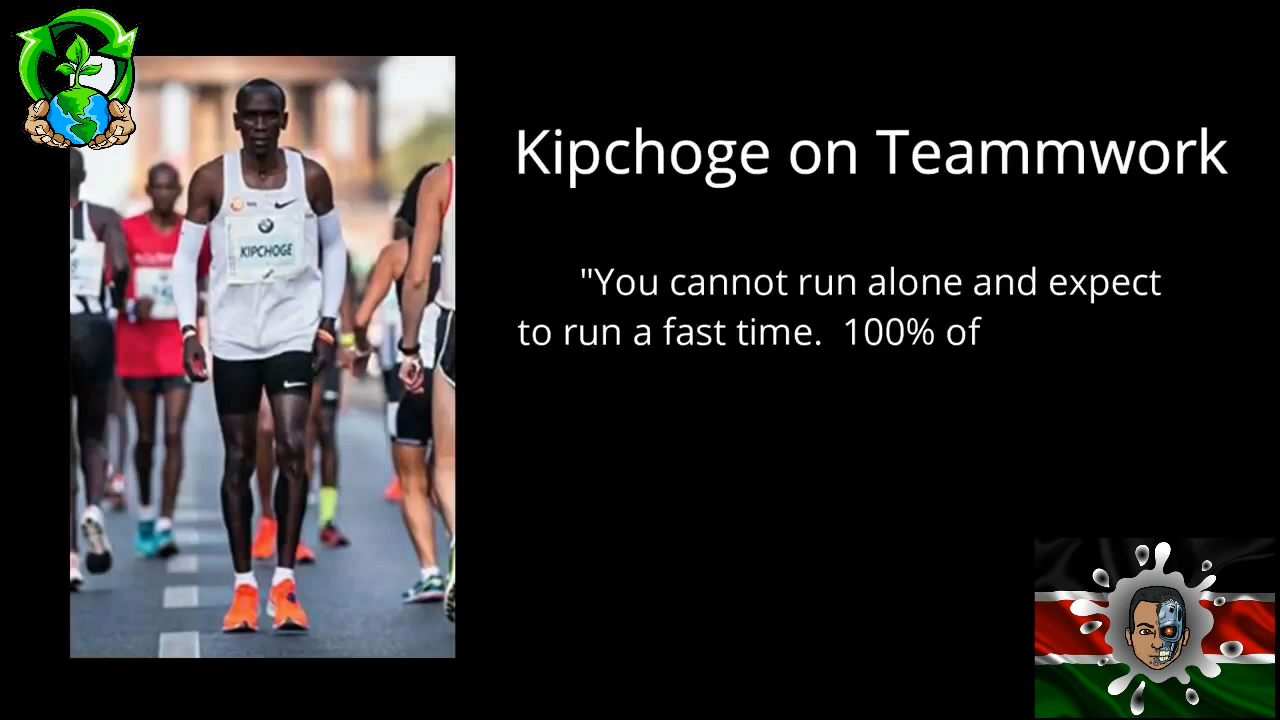 Kipchoge on Teammwork
"You cannot run alone and expect
to run a fast time.  100% of
KIPCHOGE